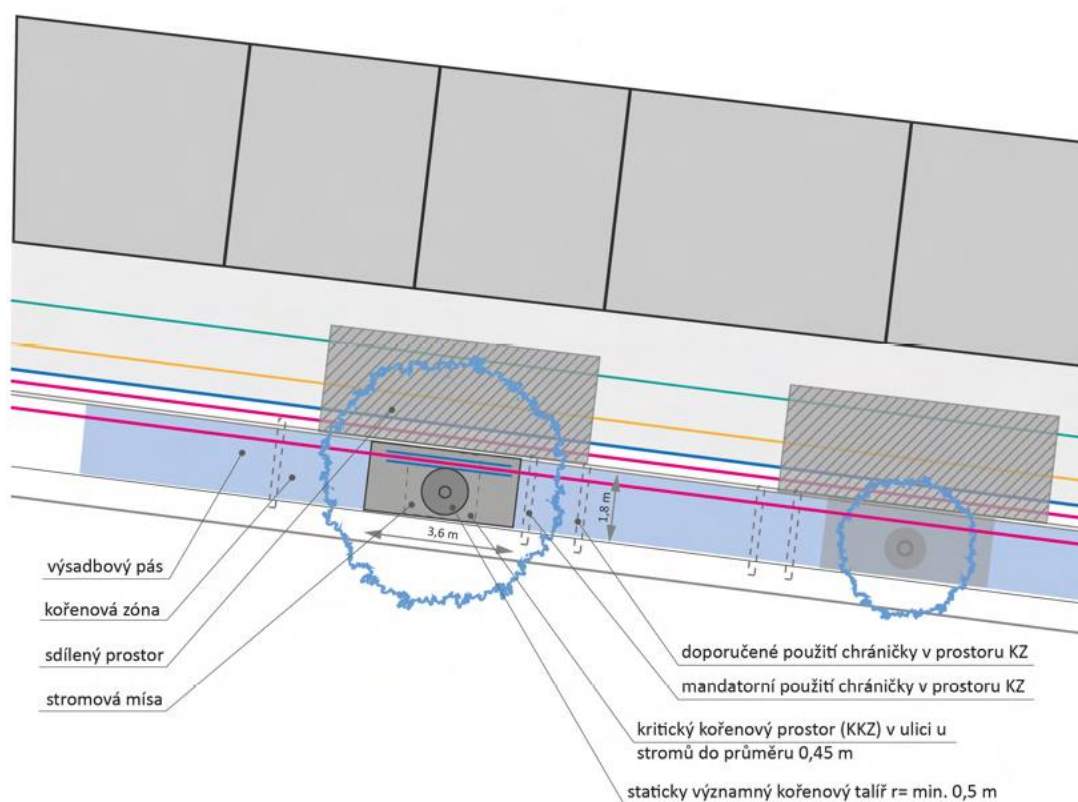 1,8 m
3,6 m
výsadbový pás
kořenová zóna
sdílený prostor
stromová mísa
doporučené použití chráničky v prostoru KZ
mandatorní použití chráničky v prostoru KZ
kritický kořenový prostor (KKZ) v ulici u
stromů do průměru 0,45 m
staticky významný kořenový talíř r= min. 0,5 m